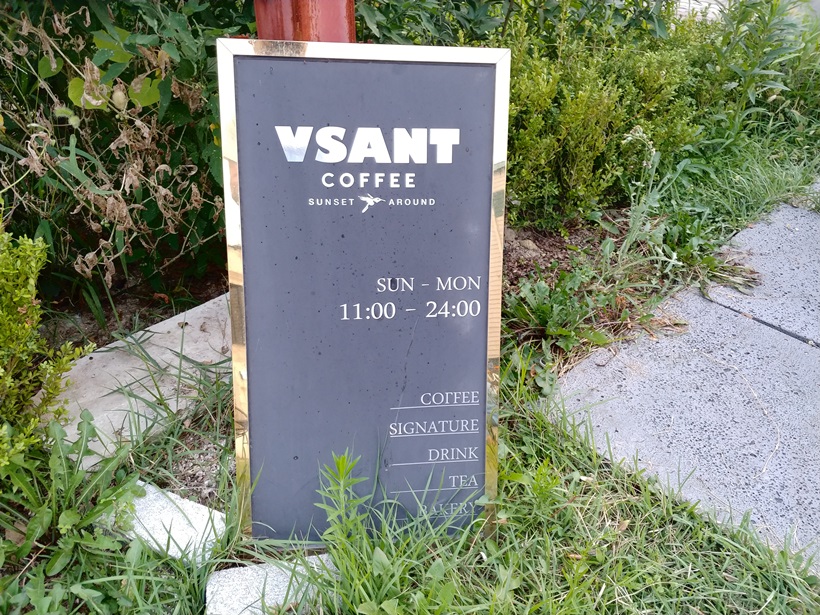 VSANT
COFFEE
SUNSET AROUND
SUN - MON
11:00 - 24:00
COFFEE
SIGNATURE
DRINK
TEA
BAKERY